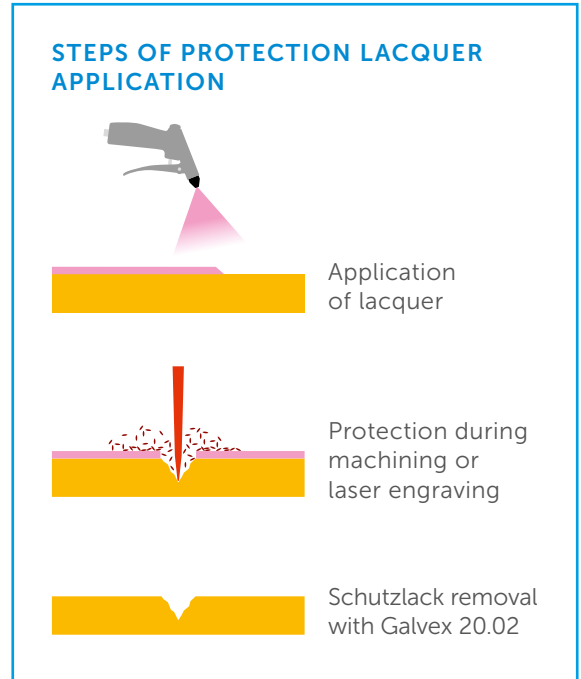 STEPS OF PROTECTION LACQUER
APPLICATION
Application
of lacquer
Protection during
machining or
laser engraving
Schutzlack removal
with Galvex 20.02